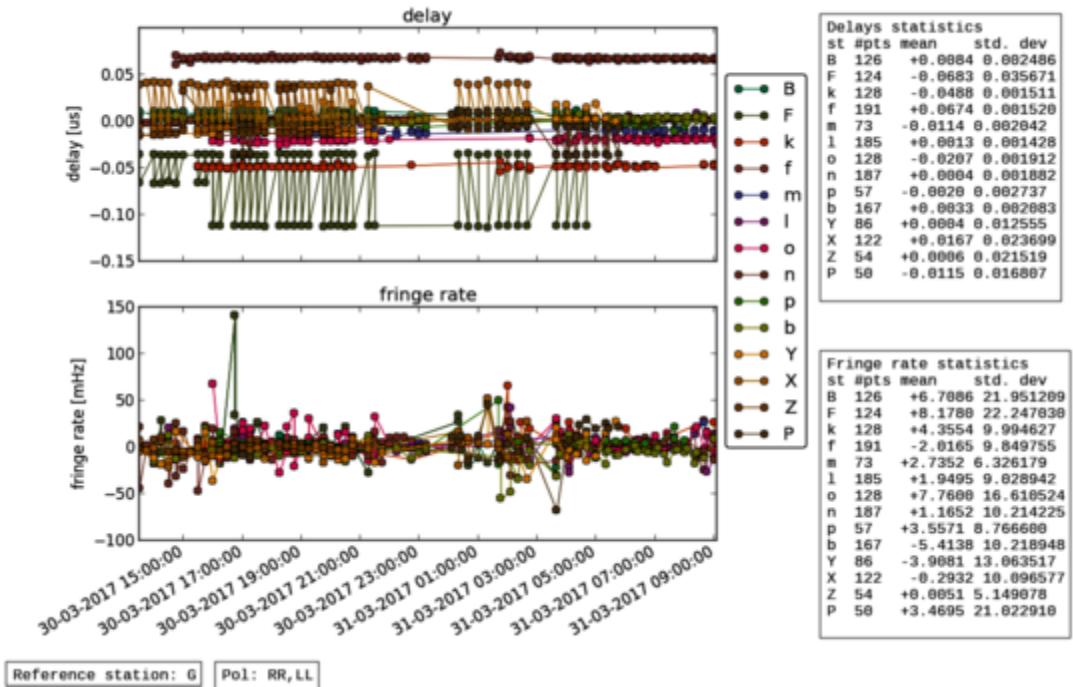 delay
0.05
0.00
−0.05
−0.10
−0.15
delay [us]
fringe rate
150
100
50
0
−50
−100
fringe rate [mHz]
30-03-2017 15:00:00
30-03-2017 17:00:00
30-03-2017 19:00:00
30-03-2017 21:00:00
30-03-2017 23:00:00
31-03-2017 01:00:00
31-03-2017 03:00:00
31-03-2017 05:00:00
31-03-2017 07:00:00
31-03-2017 09:00:00
B
F
k
f
m
l
o
n
p
b
Y
X
Z
P
Delays statistics
st #pts mean std. dev
B 126 +0.0084 0.002486
F 124 -0.0683 0.035671
k 128 -0.0488 0.001511
f 191 +0.0674 0.001520
m 73 -0.0114 0.002042
l 185 +0.0013 0.001428
o 128 -0.0207 0.001912
n 187 +0.0004 0.001882
p 57 -0.0020 0.002737
b 167 +0.0033 0.002083
Y 86 +0.0004 0.012555
X 122 +0.0167 0.023699
Z 54 +0.0006 0.021519
P 50 -0.0115 0.016807
Fringe rate statistics
st #pts mean std. dev
B 126 +6.7086 21.951209
F 124 +8.1780 22.247030
k 128 +4.3554 9.994627
f 191 -2.0165 9.849755
m 73 +2.7352 6.326179
l 185 +1.9495 9.028942
o 128 +7.7600 16.610524
n 187 +1.1652 10.214225
p 57 +3.5571 8.766600
b 167 -5.4138 10.218948
Y 86 -3.9081 13.063517
X 122 -0.2932 10.096577
Z 54 +0.0051 5.149078
P 50 +3.4695 21.022910
Reference station: G
Pol: RR,LL